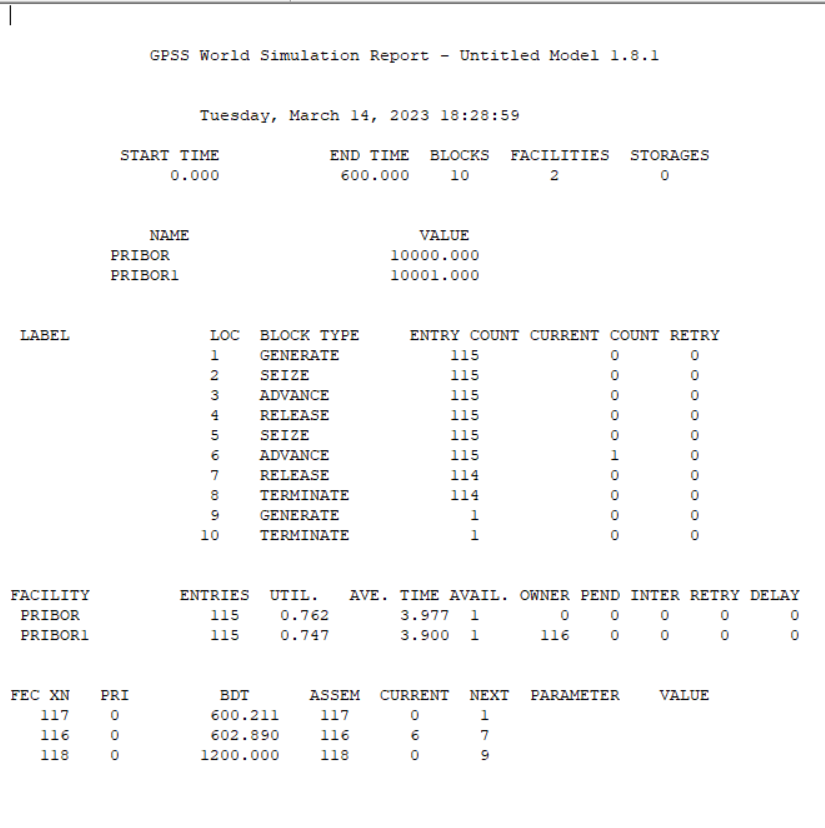 GPSS World Simulation Report - Untitled Model 1.8.1
Tuesday, March 14, 2023 18:28:59
START TIME END TIME BLOCKS FACILITIES STORAGES
0.000 600.000 10 2 0
NAME VALUE
PRIBOR 10000.000
PRIBOR1 10001.000
LABEL LOC BLOCK TYPE ENTRY COUNT CURRENT COUNT RETRY
1 GENERATE 115 0 0
2 SEIZE 115 0 0
3 ADVANCE 115 0 0
4 RELEASE 115 0 0
5 SEIZE 115 0 0
6 ADVANCE 115 1 0
7 RELEASE 114 0 0
8 TERMINATE 114 0 0
9 GENERATE 1 0 0
10 TERMINATE 1 0 0
FACILITY ENTRIES UTIL. AVE. TIME AVAIL. OWNER PEND INTER RETRY DELAY
PRIBOR 115 0.762 3.977 1 0 0 0 0 0
PRIBOR1 115 0.747 3.900 1 116 0 0 0 0
FEC XN PRI BDT ASSEM CURRENT NEXT PARAMETER VALUE
117 0 600.211 117 0 1
116 0 602.890 116 6 7
118 0 1200.000 118 0 9